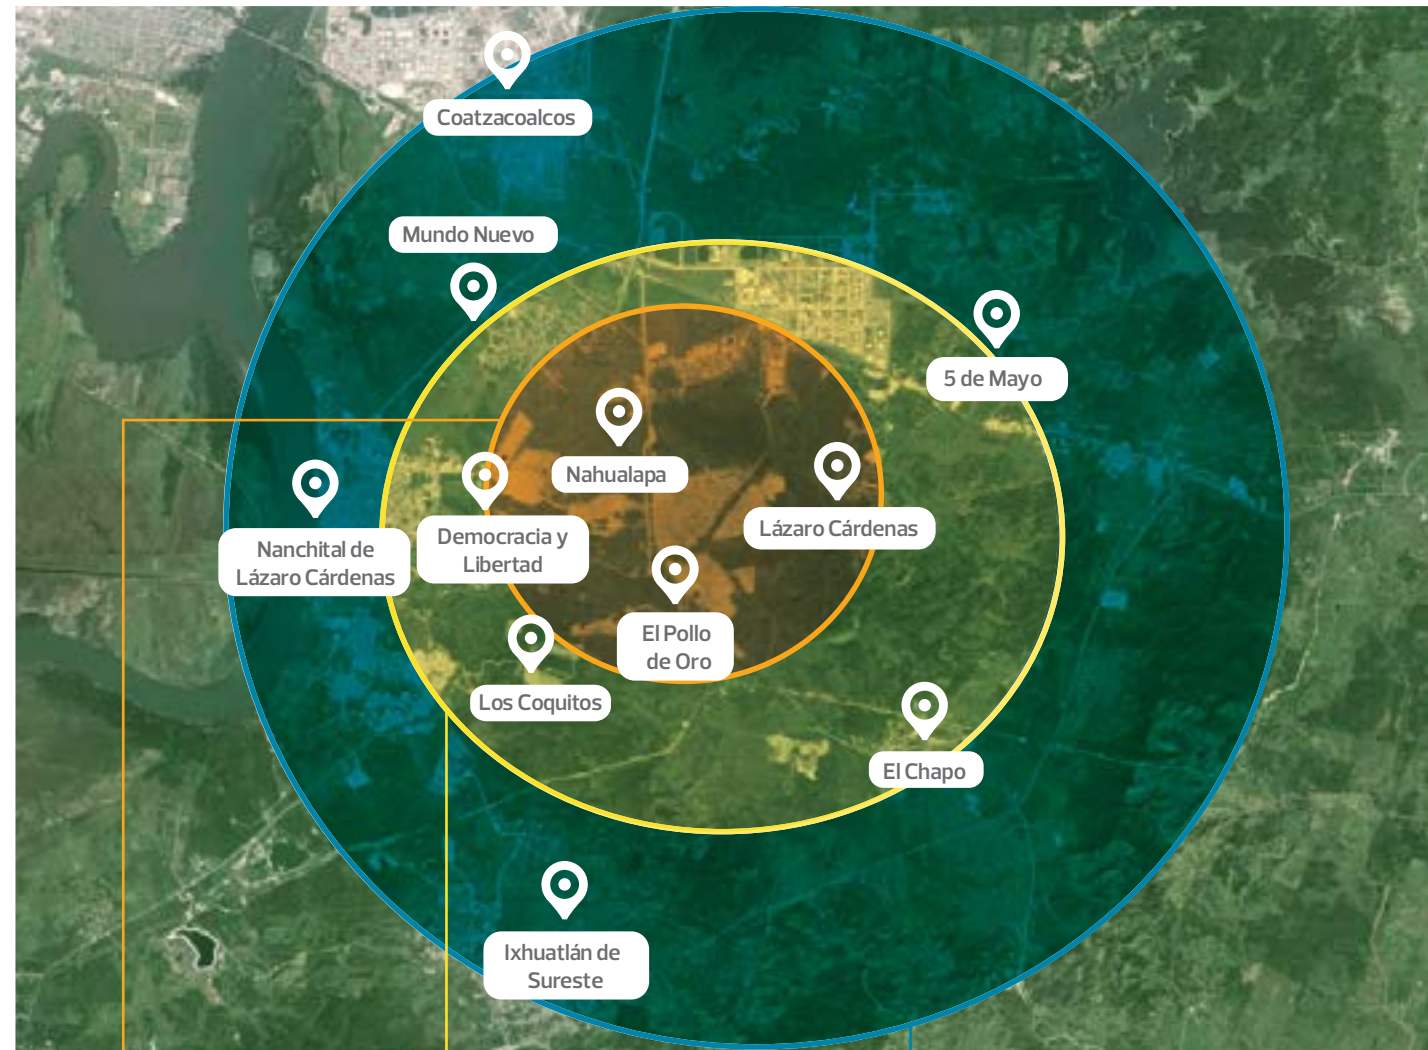 Coatzacoalcos
Mundo Nuevo
5 de Mayo
Nahualapa
Lázaro Cárdenas
Democracia y
Libertad
Nanchital de
Lázaro Cárdenas
El Pollo
de Oro
Los Coquitos
El Chapo
Ixhuatlán de
Sureste